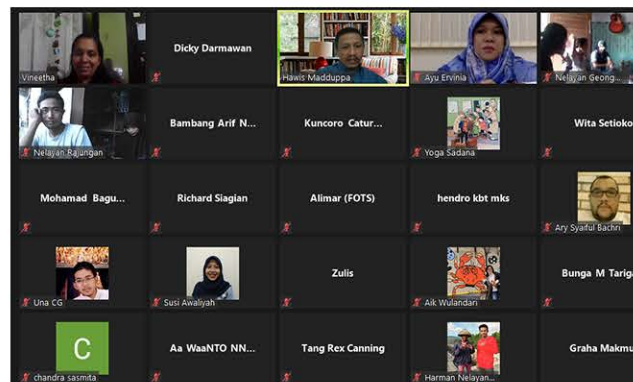 Vineetha
Dicky Darmawan
Hawis Madduppa
Ayu Ervinia
Nelayan Geong...
Nelayan Rajungan
Bambang Arif N...
Kuncoro Catur...
Yoga Sadana
Wita Setioko
Mohamad Bagu...
Richard Siagian
Alimar (FOTS)
hendro kbt mks
Ary Syaiful Bachri
Una CG
Susi Awaliyah
Zulis
Aik Wulandari
Bunga M Tariga
C
chandra sasmita
Aa WaaNTO NN...
Tang Rex Canning
Harman Nelayan...
Graha Makmu